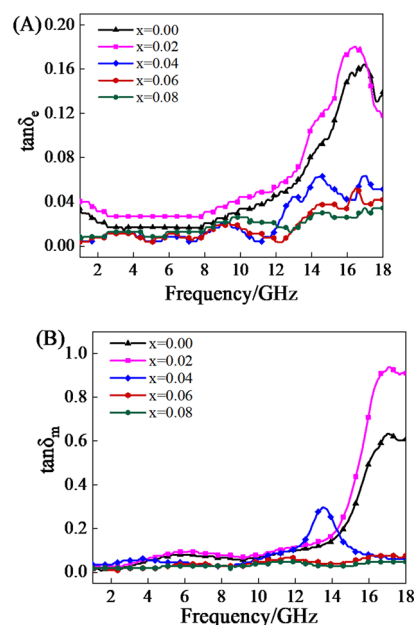 (A)
0.20
0.16
0.12
0.08
0.04
0.00
tanδe
x=0.00
x=0.02
x=0.04
x=0.06
x=0.08
2 4 6 8 10 12 14 16 18
Frequency/GHz
(B)
1.0
0.8
0.6
0.4
0.2
0.0
tanδm
x=0.00
x=0.02
x=0.04
x=0.06
x=0.08
2 4 6 8 10 12 14 16 18
Frequency/GHz